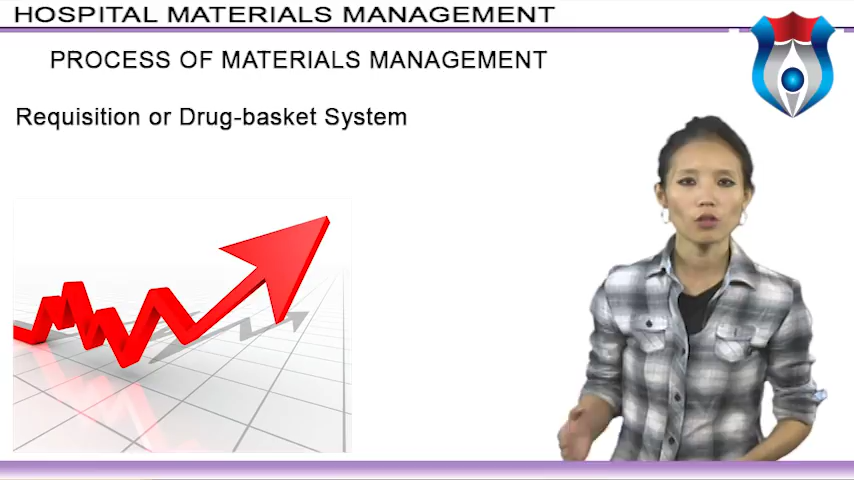 HOSPITAL MATERIALS MANAGEMENT
PROCESS OF MATERIALS MANAGEMENT
Requisition or Drug-basket System